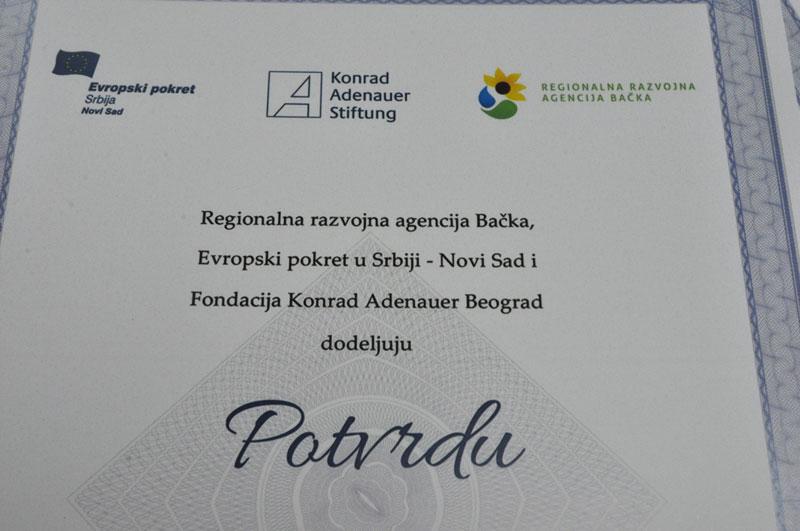 Evropski pokret
Srbija
Novi Sad
Konrad
Adenauer
Stiftung
REGIONALNA RAZVOJNA
AGENCIJA BAČKA
Regionalna razvojna agencija Bačka,
Evropski pokret u Srbiji - Novi Sad i
Fondacija Konrad Adenauer Beograd
dodeljuju
Potvrdu